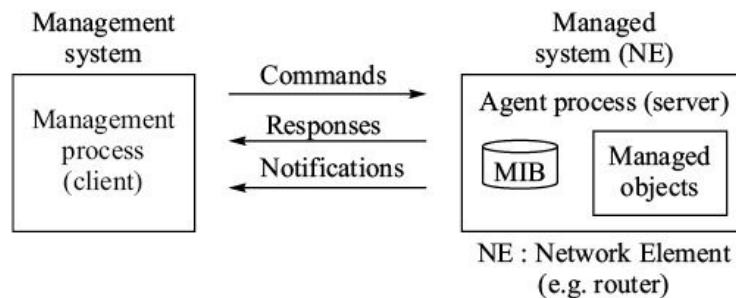 Management
system
Management
process
(client)
Commands
Responses
Notifications
Managed
system (NE)
Agent process (server)
MIB
Managed
objects
NE : Network Element
(e.g. router)